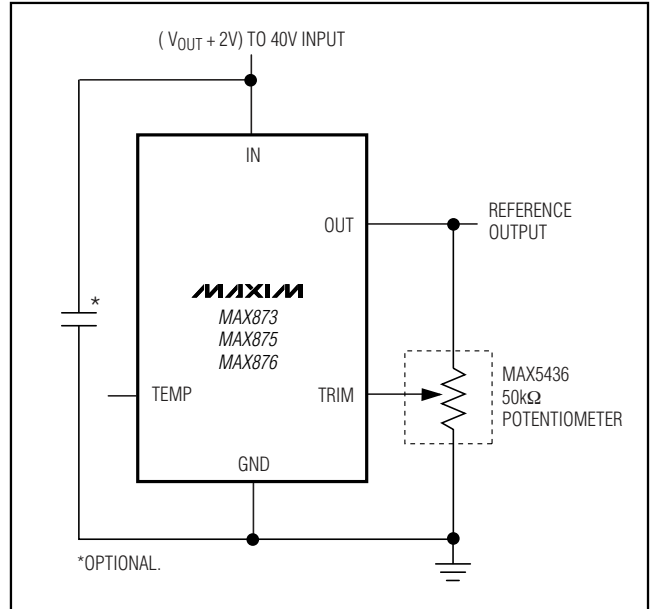 ( VOUT + 2V) TO 40V INPUT
IN
OUT
REFERENCE
OUTPUT
MAXIM
MAX873
MAX875
MAX876
*
TEMP
TRIM
MAX5436
50kΩ
POTENTIOMETER
GND
*OPTIONAL.